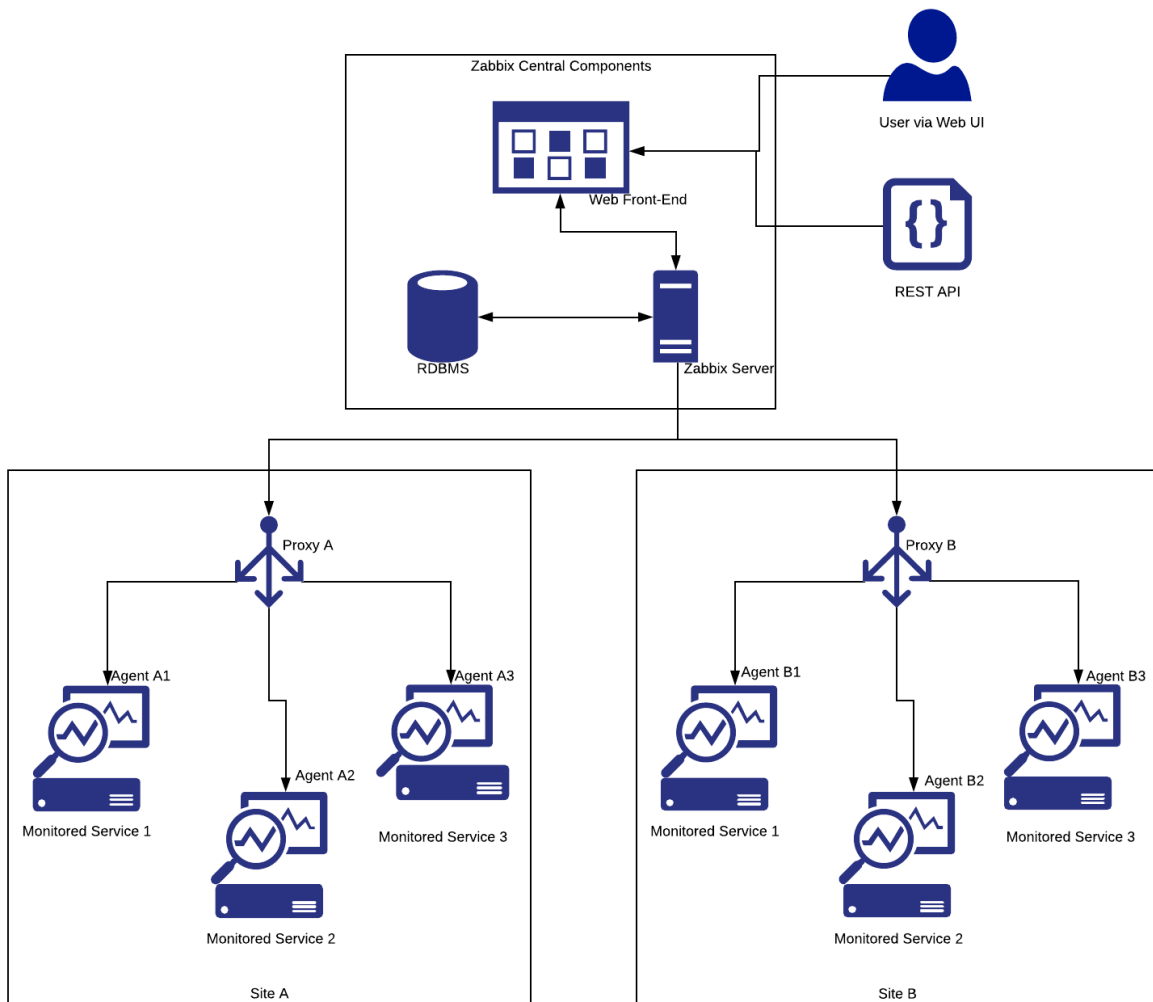 Zabbix Central Components
User via Web UI
Web Front-End
{}
REST API
RDBMS
Zabbix Server
Proxy A
Proxy B
Agent A1
Agent A3
Agent B1
Agent B3
Agent A2
Agent B2
Monitored Service 1
Monitored Service 3
Monitored Service 1
Monitored Service 3
Monitored Service 2
Monitored Service 2
Site A
Site B